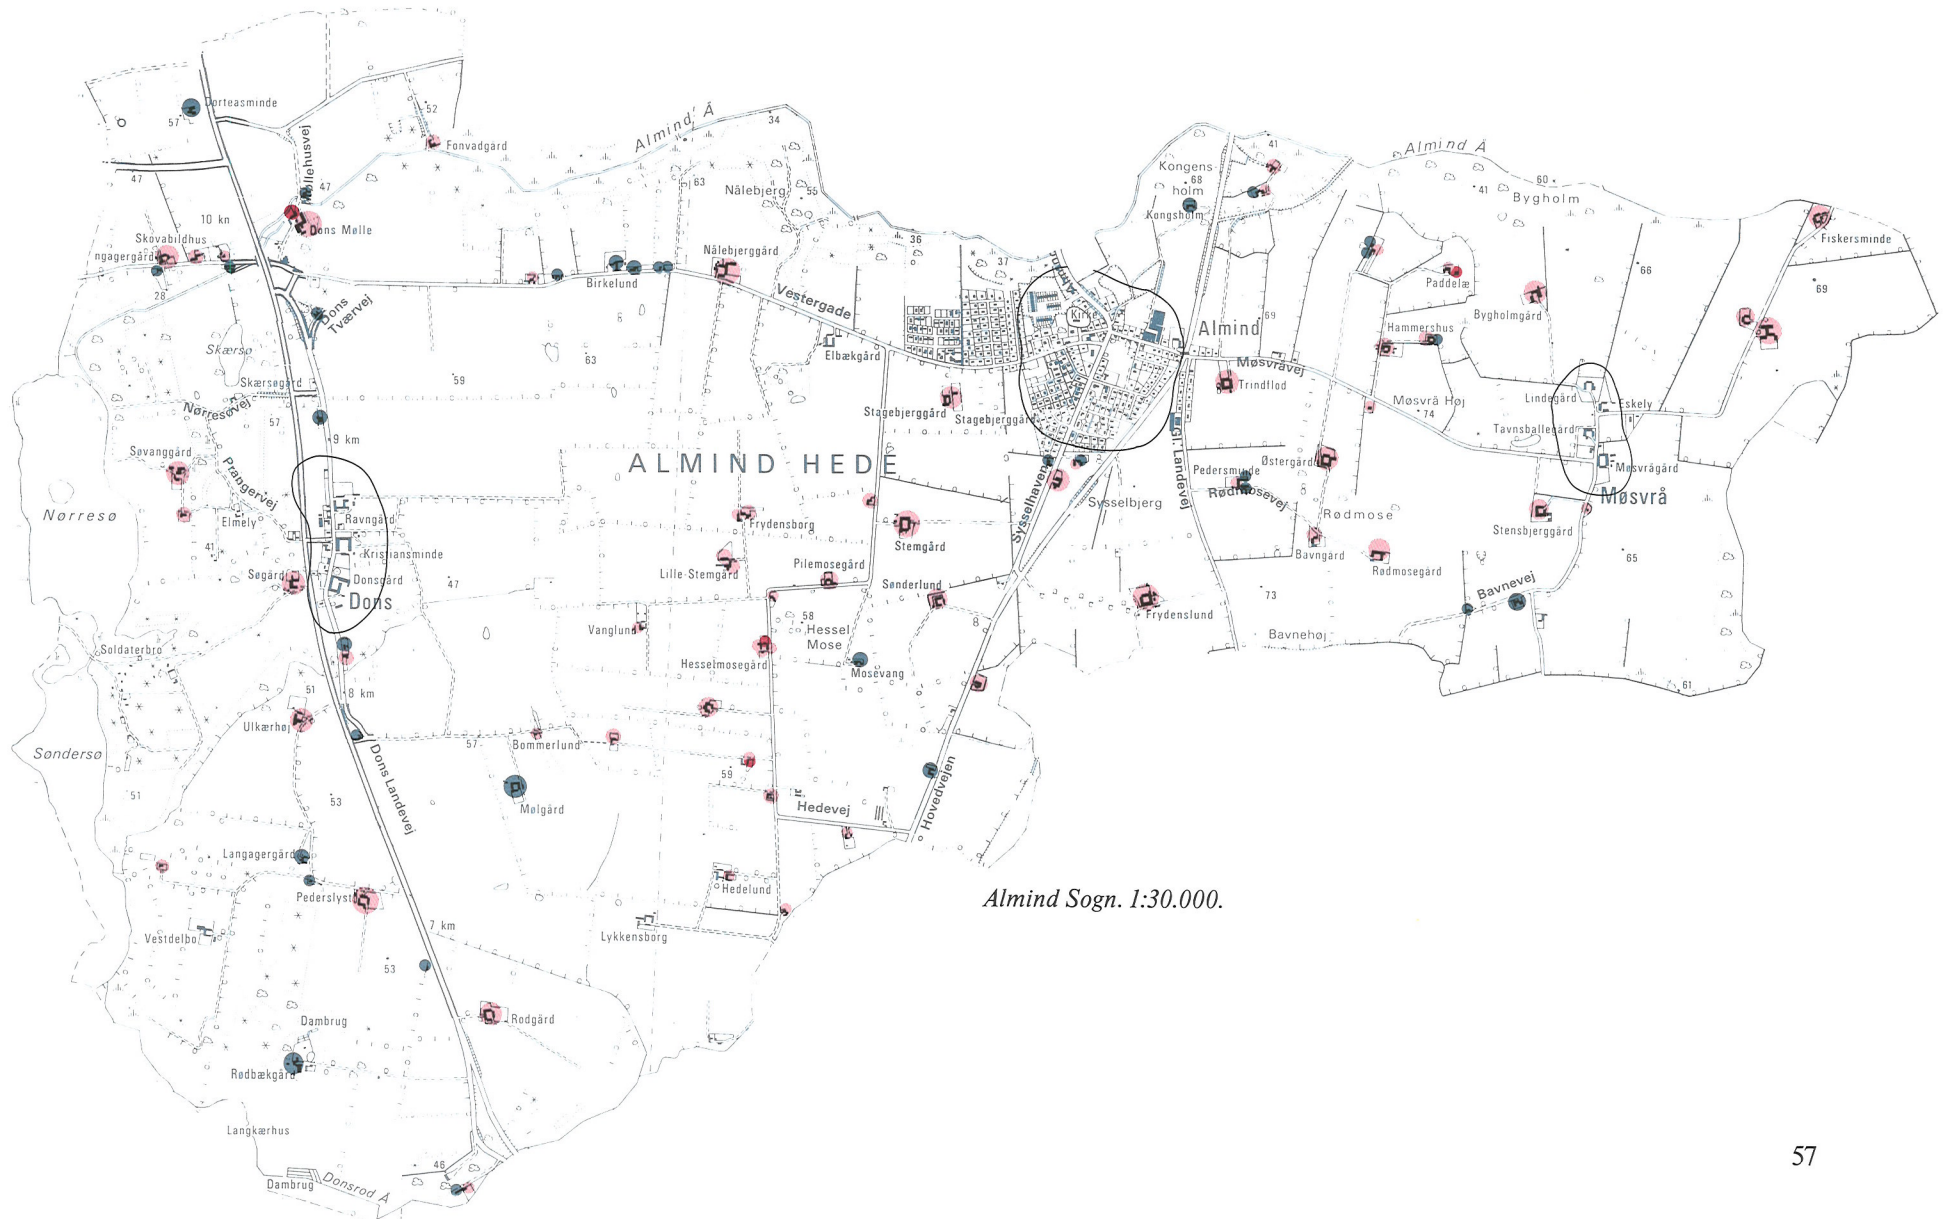 Almind Å
34
Dorteasminde
57
52
Fonvadgård
Møllehusvej
47
47
10 kn
Skovabildhus
ngagergård
28
Dons Mølle
Dons
Tværvej
Skærsø
Skærsøgård
Nørresøvej
57
9 km
Søvanggård
Prangervej
Nørresø
Elmely
41
Søgård
Ravngård
Kristiansminde
Donsgård
Dons
47
59
63
Birkelund
8
63
Nålebjerg
55
36
37
Nålebjerggård
Vestergade
Elbækgård
Stagebjerggård
Stagebjerggård
ALMIND HEDE
Kirke
Almind
Kongens-
68
holm
Kongsholm
41
Almind Å
60
41
Bygholm
Fiskersminde
66
69
Paddelæ
Bygholmgård
Hammershus
69
Møsvråvej
Trindflod
Møsvrå Høj
74
Lindegård
Eskely
Tavnsballegård
Møsvrågård
Møsvrå
Stensbjerggård
65
Gl. Landevej
Pedersminde
Østergård
Rødmosevej
Rødmose
Bavngård
Rødmosegård
Sysselhaven
Sysselbjerg
Frydensborg
Stemgård
Lille-Stemgård
Pilemosegård
Sønderlund
Frydenslund
73
Bavnehøj
Bavnevej
61
58
Hessel
Mose
Vanglund
Hesselmosegård
Mosevang
8
Soldaterbro
51
8 km
Ulkærhøj
Søndersø
51
53
Dons Landevej
57
Bommerlund
Mølgård
59
Hedevej
Hovedvejen
Langagergård
Pederslyst
Vestdelbo
7 km
53
Hedelund
Lykkensborg
Almind Sogn. 1:30.000.
Rodgård
Dambrug
Rødbækgård
Langkærhus
46
Dambrug
Donsrod Å
57